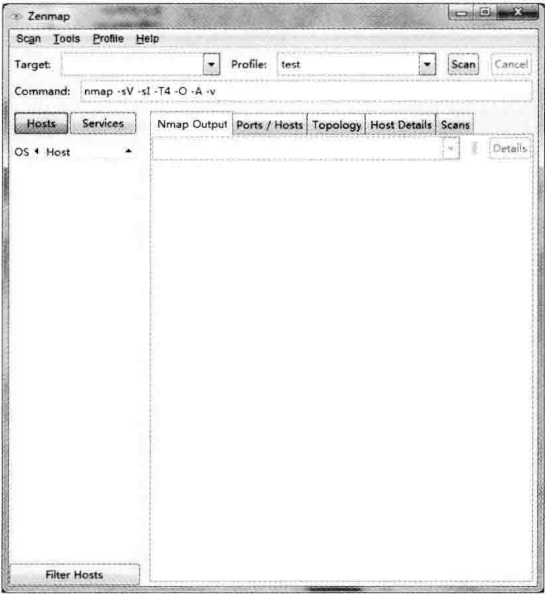 Zenmap
Scan Tools Profile Help
Target: Profile: test Scan Cancel
Command: nmap -sV -sI -T4 -O -A -v
Hosts Services Nmap Output Ports / Hosts Topology Host Details Scans
OS Host Details
Filter Hosts